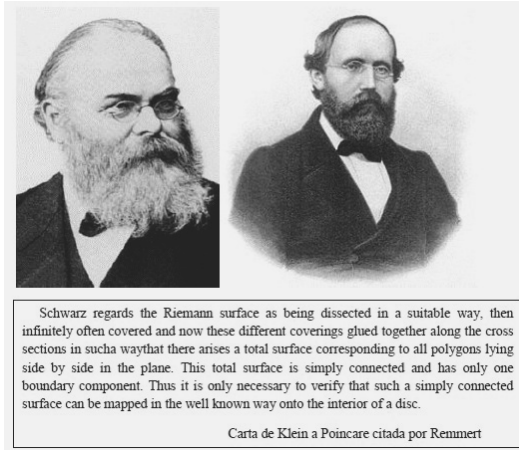 Schwarz regards the Riemann surface as being dissected in a suitable way, then
infinitely often covered and now these different coverings glued together along the cross
sections in sucha waythat there arises a total surface corresponding to all polygons lying
side by side in the plane. This total surface is simply connected and has only one
boundary component. Thus it is only necessary to verify that such a simply connected
surface can be mapped in the well known way onto the interior of a disc.
Carta de Klein a Poincare citada por Remmert